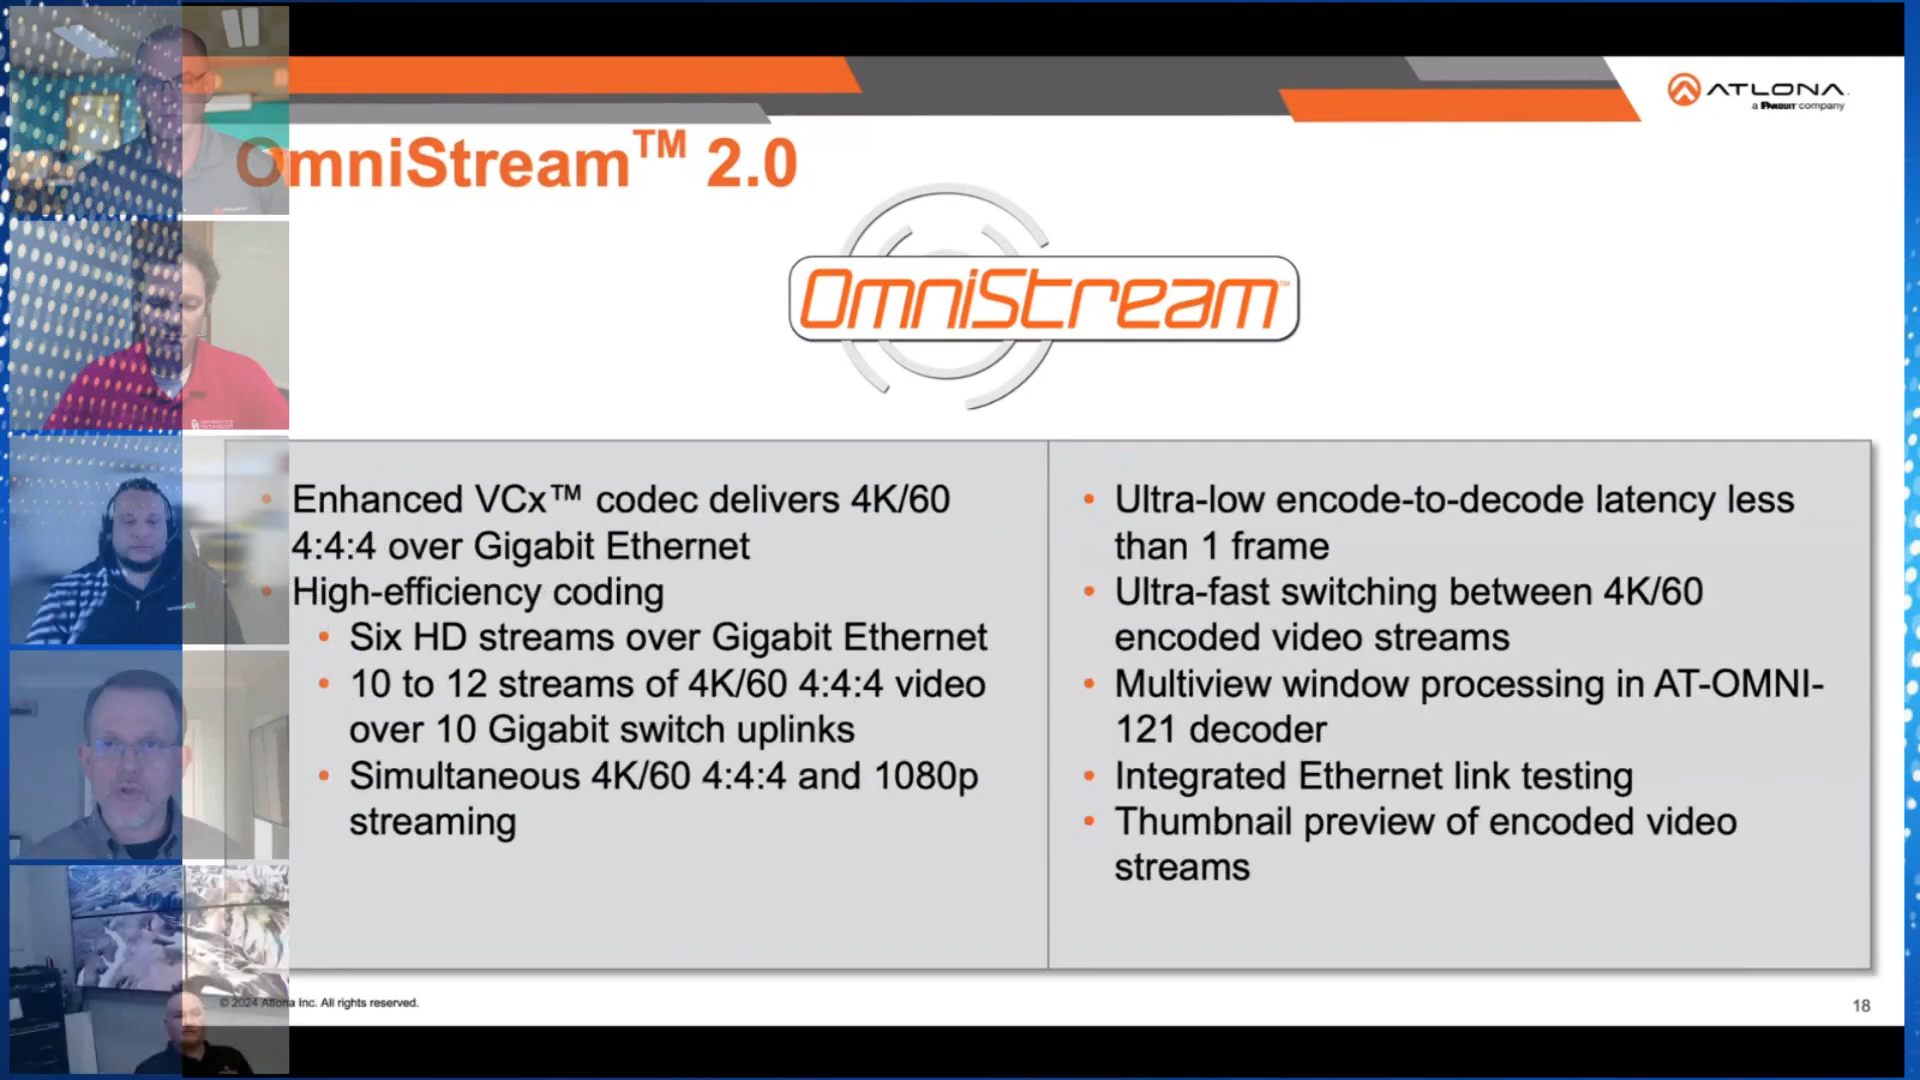 ATLONA
a PANDUIT company
OmniStream™ 2.0
OmniStream™
Enhanced VCx™ codec delivers 4K/60
4:4:4 over Gigabit Ethernet
High-efficiency coding
Six HD streams over Gigabit Ethernet
10 to 12 streams of 4K/60 4:4:4 video
over 10 Gigabit switch uplinks
Simultaneous 4K/60 4:4:4 and 1080p
streaming
Ultra-low encode-to-decode latency less
than 1 frame
Ultra-fast switching between 4K/60
encoded video streams
Multiview window processing in AT-OMNI-
121 decoder
Integrated Ethernet link testing
Thumbnail preview of encoded video
streams
© 2024 Atlona Inc. All rights reserved.
18